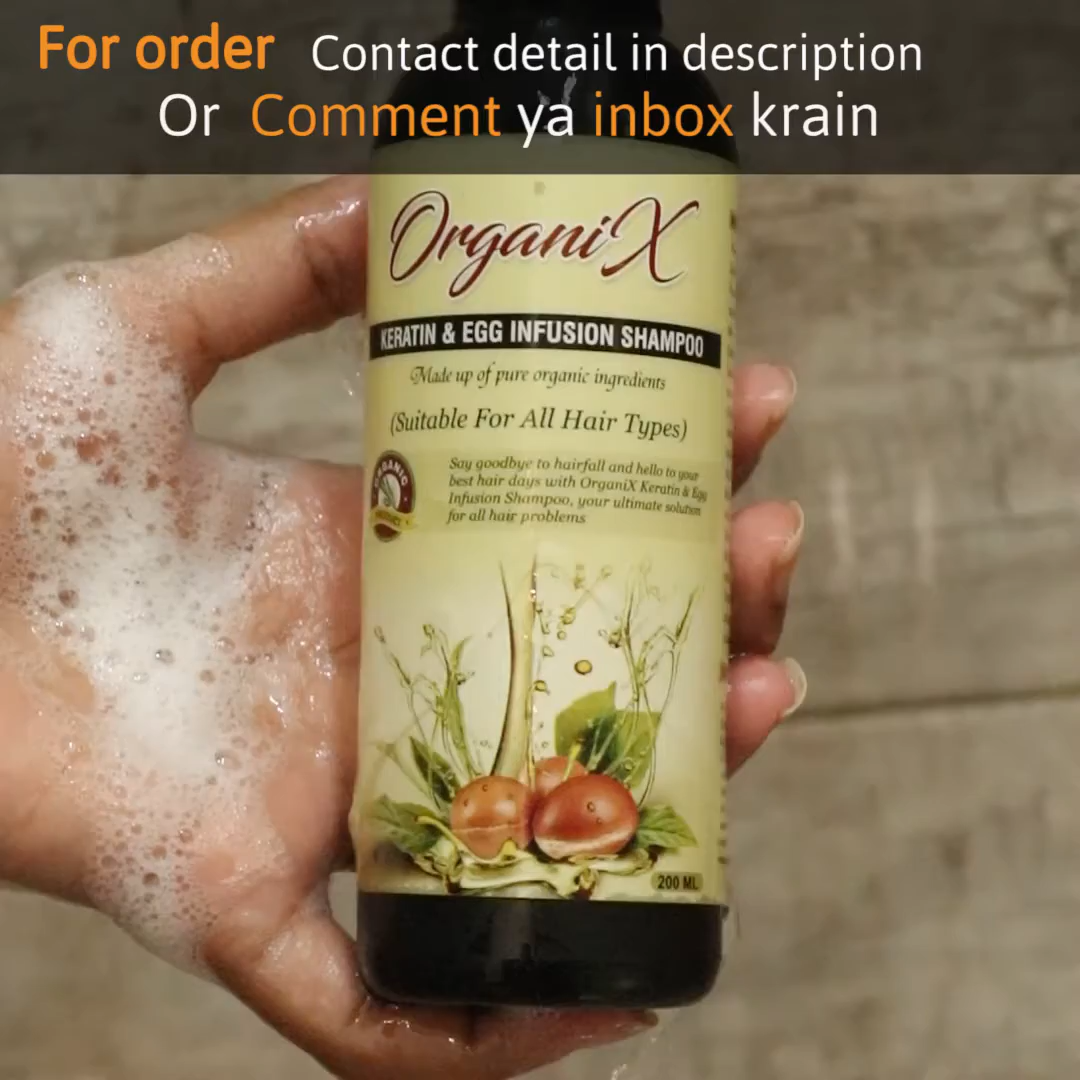 For order Contact detail in description
Or Comment ya inbox krain
OrganiX
KERATIN & EGG INFUSION SHAMPOO
Made up of pure organic ingredients
(Suitable For All Hair Types)
ORGANIC
Say goodbye to hairfall and hello to your
best hair days with OrganiX Keratin & Egg
Infusion Shampoo, your ultimate solution
for all hair problems
200 ML